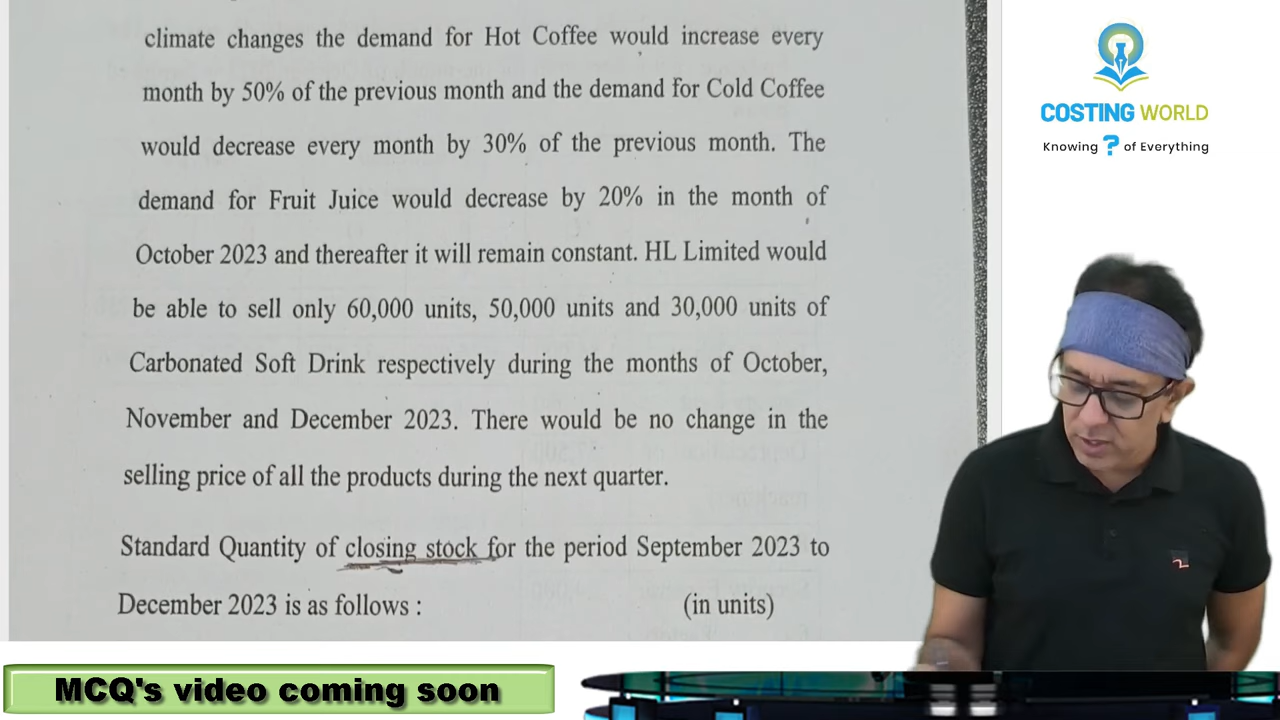 climate changes the demand for Hot Coffee would increase every
month by 50% of the previous month and the demand for Cold Coffee
would decrease every month by 30% of the previous month. The
demand for Fruit Juice would decrease by 20% in the month of
October 2023 and thereafter it will remain constant. HL Limited would
be able to sell only 60,000 units, 50,000 units and 30,000 units of
Carbonated Soft Drink respectively during the months of October,
November and December 2023. There would be no change in the
selling price of all the products during the next quarter.
Standard Quantity of closing stock for the period September 2023 to
December 2023 is as follows : (in units)
COSTING WORLD
Knowing ? of Everything
MCQ's video coming soon